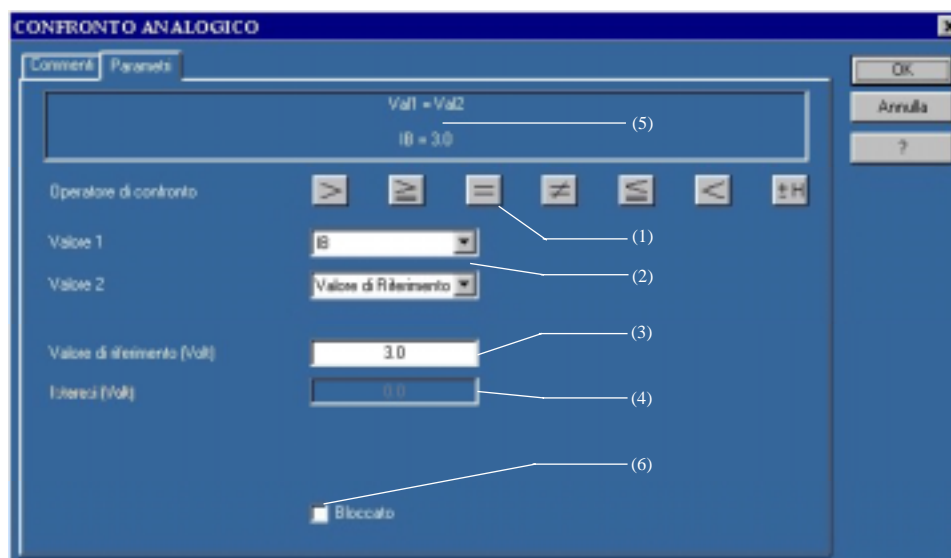 CONFRONTO ANALOGICO
Commenti Parametri
OK
Annulla
?
Val1 = Val2
IB = 3.0
(5)
Operatore di confronto > ≧ = ≠ ≦ < ±H
(1)
Valore 1 IB
(2)
Valore 2 Valore di Riferimento
(3)
Valore di riferimento (Volt) 3.0
Isteresi (Volt) 0.0
(4)
(6)
Bloccato